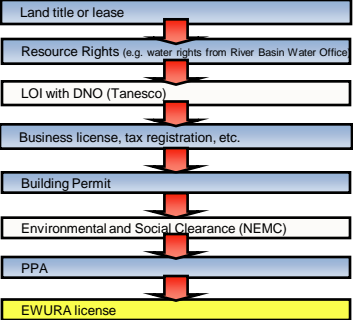 Land title or lease
Resource Rights (e.g. water rights from River Basin Water Office)
LOI with DNO (Tanesco)
Business license, tax registration, etc.
Building Permit
Environmental and Social Clearance (NEMC)
PPA
EWURA license